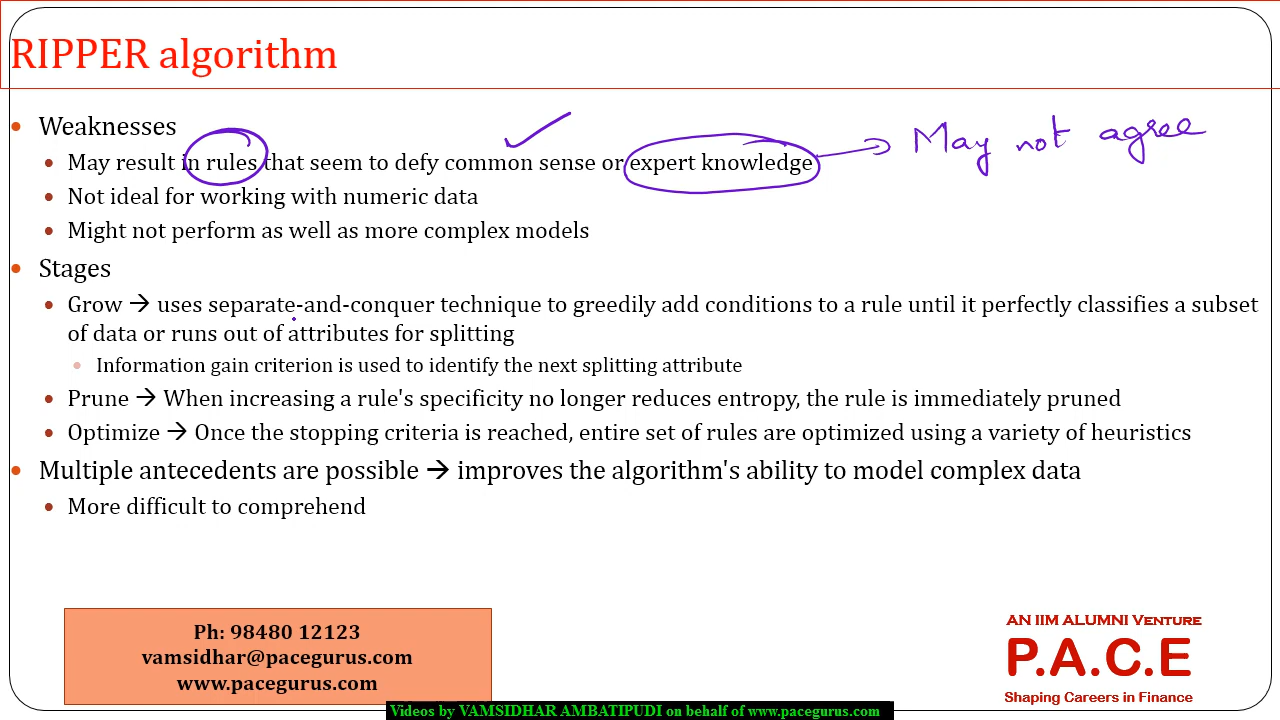 RIPPER algorithm
Weaknesses
May result in rules that seem to defy common sense or expert knowledge
May not agree
Not ideal for working with numeric data
Might not perform as well as more complex models
Stages
Grow → uses separate-and-conquer technique to greedily add conditions to a rule until it perfectly classifies a subset
of data or runs out of attributes for splitting
Information gain criterion is used to identify the next splitting attribute
Prune → When increasing a rule's specificity no longer reduces entropy, the rule is immediately pruned
Optimize → Once the stopping criteria is reached, entire set of rules are optimized using a variety of heuristics
Multiple antecedents are possible → improves the algorithm's ability to model complex data
More difficult to comprehend
Ph: 98480 12123
vamsidhar@pacegurus.com
www.pacegurus.com
AN IIM ALUMNI VENTURE
P.A.C.E
Shaping Careers in Finance
Videos by VAMSIDHAR AMBATIPUDI on behalf of www.pacegurus.com